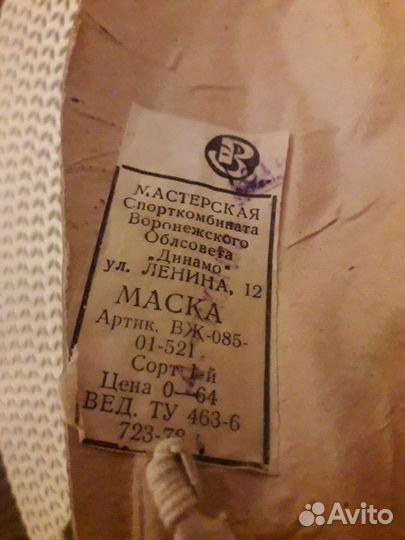 МАСТЕРСКАЯ
Спорткомбината
Воронежского
Облсовета
„Динамо"
ул. ЛЕНИНА, 12
МАСКА
Артик. ВЖ-085-
01-521
Сорт 1-й
Цена 0—64
ВЕД. ТУ 463-6
Avito